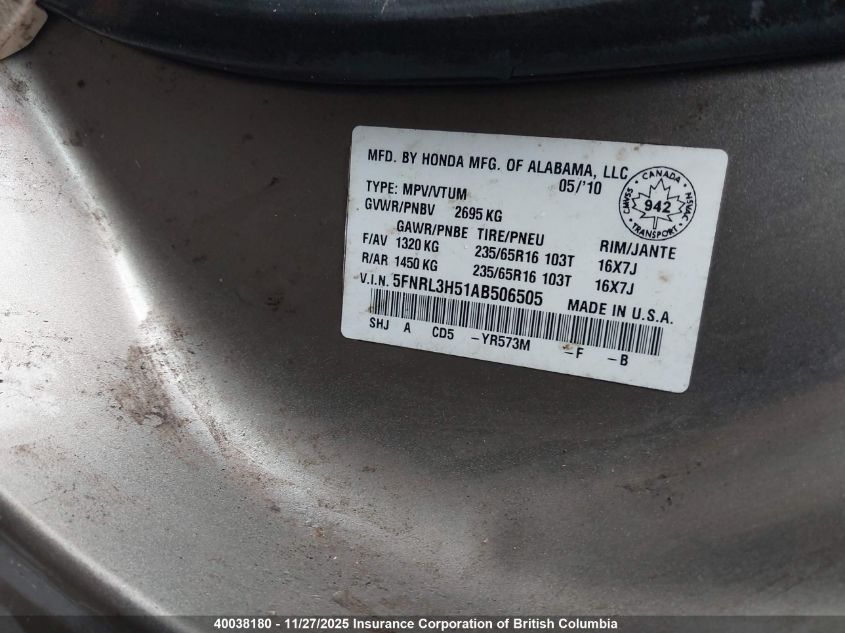 MFD. BY HONDA MFG. OF ALABAMA, LLC
05/'10
TYPE: MPV/VTUM
GVWR/PNBV 2695 KG
GAWR/PNBE TIRE/PNEU RIM/JANTE
F/AV 1320 KG 235/65R16 103T 16X7J
R/AR 1450 KG 235/65R16 103T 16X7J
V.I.N. 5FNRL3H51AB506505 MADE IN U.S.A.
SHJ A CD5 -YR573M -F -B
CANADA
CMVSS 942 NSVAC
TRANSPORT
40038180 - 11/27/2025 Insurance Corporation of British Columbia